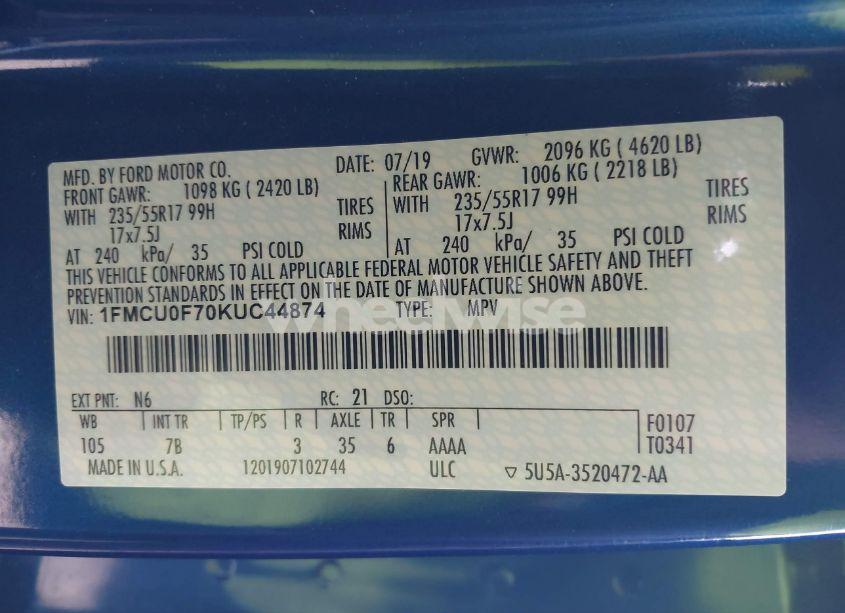 MFD. BY FORD MOTOR CO. DATE: 07/19 GVWR: 2096 KG ( 4620 LB)
FRONT GAWR: 1098 KG ( 2420 LB) REAR GAWR: 1006 KG ( 2218 LB)
WITH 235/55R17 99H TIRES WITH 235/55R17 99H TIRES
17x7.5J RIMS 17x7.5J RIMS
AT 240 kPa/ 35 PSI COLD AT 240 kPa/ 35 PSI COLD
THIS VEHICLE CONFORMS TO ALL APPLICABLE FEDERAL MOTOR VEHICLE SAFETY AND THEFT
PREVENTION STANDARDS IN EFFECT ON THE DATE OF MANUFACTURE SHOWN ABOVE.
VIN: 1FMCU0F70KUC44874 TYPE: MPV
wheelwise
EXT PNT: N6 RC: 21 DSO:
WB INT TR TP/PS R AXLE TR SPR F0107
105 7B 3 35 6 AAAA T0341
MADE IN U.S.A. 1201907102744 ULC ▽ 5U5A-3520472-AA